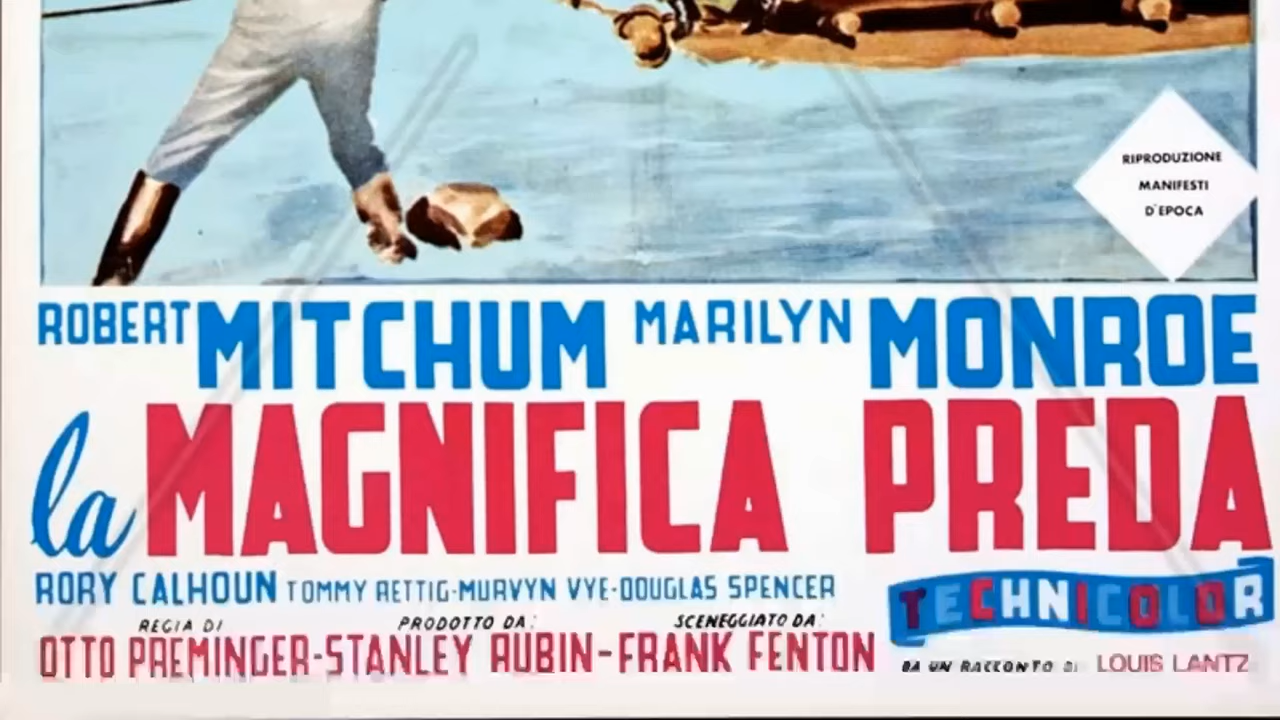 RIPRODUZIONE
MANIFESTI
D'EPOCA
ROBERT MITCHUM MARILYN MONROE
la MAGNIFICA PREDA
RORY CALHOUN TOMMY RETTIG-MURVYN VYE-DOUGLAS SPENCER
TECHNICOLOR
REGIA DI PRODOTTO DA: SCENEGGIATO DA:
OTTO PREMINGER-STANLEY RUBIN-FRANK FENTON
DA UN RACCONTO DI LOUIS LANTZ